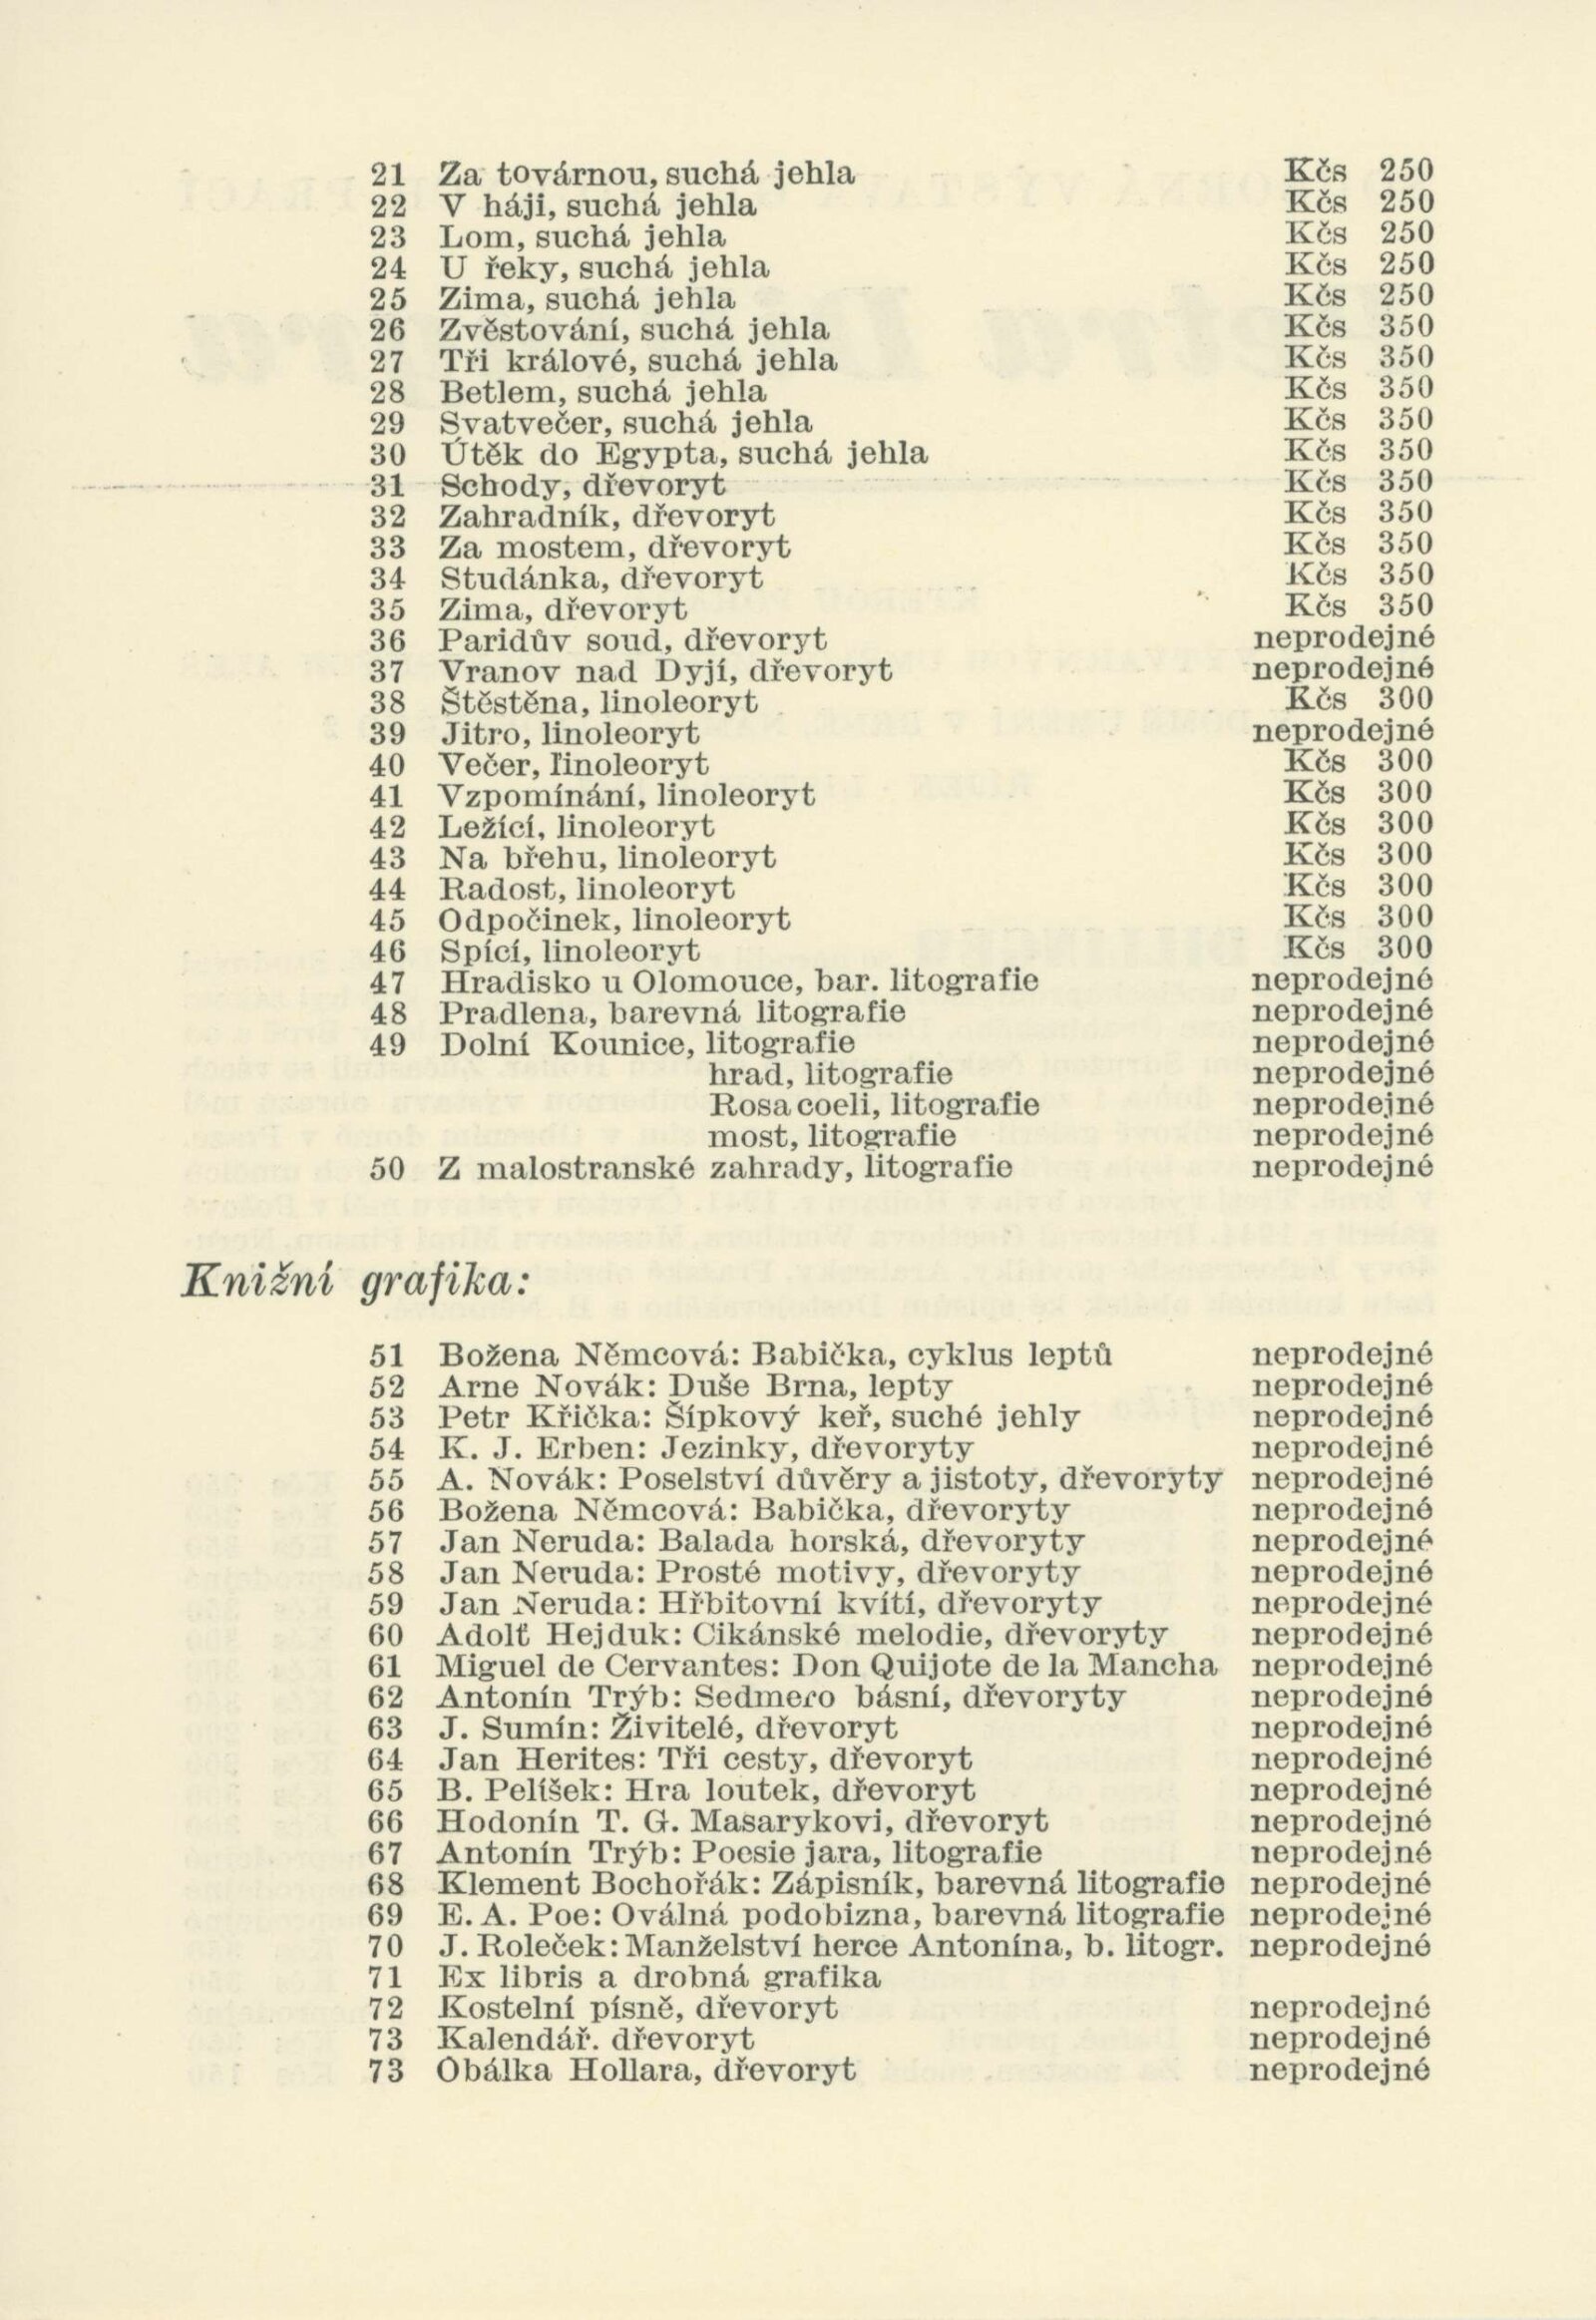 21 Za továrnou, suchá jehla Kčs 250
22 V háji, suchá jehla Kčs 250
23 Lom, suchá jehla Kčs 250
24 U řeky, suchá jehla Kčs 250
25 Zima, suchá jehla Kčs 250
26 Zvěstování, suchá jehla Kčs 350
27 Tři králové, suchá jehla Kčs 350
28 Betlem, suchá jehla Kčs 350
29 Svatvečer, suchá jehla Kčs 350
30 Útěk do Egypta, suchá jehla Kčs 350
31 Schody, dřevoryt Kčs 350
32 Zahradník, dřevoryt Kčs 350
33 Za mostem, dřevoryt Kčs 350
34 Studánka, dřevoryt Kčs 350
35 Zima, dřevoryt Kčs 350
36 Paridův soud, dřevoryt neprodejné
37 Vranov nad Dyjí, dřevoryt neprodejné
38 Štěstěna, linoleoryt Kčs 300
39 Jitro, linoleoryt neprodejné
40 Večer, linoleoryt Kčs 300
41 Vzpomínání, linoleoryt Kčs 300
42 Ležící, linoleoryt Kčs 300
43 Na břehu, linoleoryt Kčs 300
44 Radost, linoleoryt Kčs 300
45 Odpočinek, linoleoryt Kčs 300
46 Spící, linoleoryt Kčs 300
47 Hradisko u Olomouce, bar. litografie neprodejné
48 Pradlena, barevná litografie neprodejné
49 Dolní Kounice, litografie neprodejné
hrad, litografie neprodejné
Rosa coeli, litografie neprodejné
most, litografie neprodejné
50 Z malostranské zahrady, litografie neprodejné
Knižní grafika:
51 Božena Němcová: Babička, cyklus leptů neprodejné
52 Arne Novák: Duše Brna, lepty neprodejné
53 Petr Křička: Šípkový keř, suché jehly neprodejné
54 K. J. Erben: Jezinky, dřevoryty neprodejné
55 A. Novák: Poselství důvěry a jistoty, dřevoryty neprodejné
56 Božena Němcová: Babička, dřevoryty neprodejné
57 Jan Neruda: Balada horská, dřevoryty neprodejné
58 Jan Neruda: Prosté motivy, dřevoryty neprodejné
59 Jan Neruda: Hřbitovní kvítí, dřevoryty neprodejné
60 Adolf Hejduk: Cikánské melodie, dřevoryty neprodejné
61 Miguel de Cervantes: Don Quijote de la Mancha neprodejné
62 Antonín Trýb: Sedmero básní, dřevoryty neprodejné
63 J. Sumín: Živitelé, dřevoryt neprodejné
64 Jan Herites: Tři cesty, dřevoryt neprodejné
65 B. Pelíšek: Hra loutek, dřevoryt neprodejné
66 Hodonín T. G. Masarykovi, dřevoryt neprodejné
67 Antonín Trýb: Poesie jara, litografie neprodejné
68 Klement Bochořák: Zápisník, barevná litografie neprodejné
69 E. A. Poe: Oválná podobizna, barevná litografie neprodejné
70 J. Roleček: Manželství herce Antonína, b. litogr. neprodejné
71 Ex libris a drobná grafika
72 Kostelní písně, dřevoryt neprodejné
73 Kalendář. dřevoryt neprodejné
73 Obálka Hollara, dřevoryt neprodejné